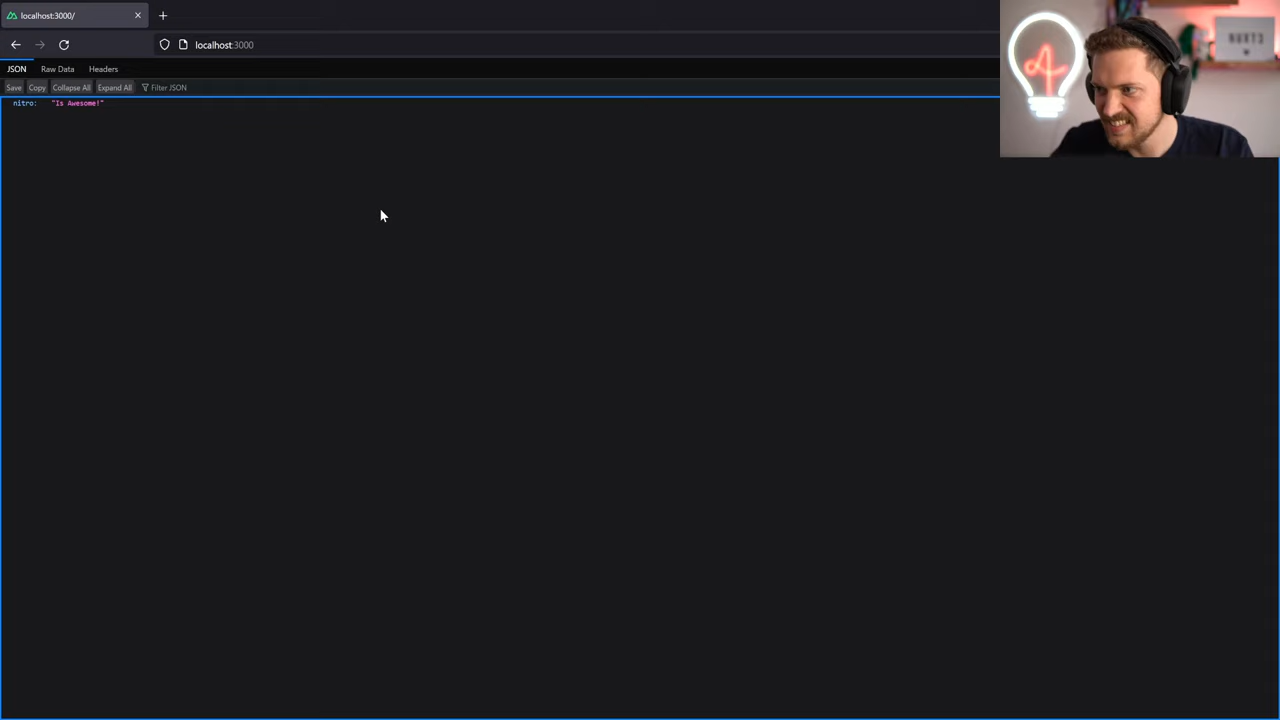 localhost:3000/
localhost:3000
JSON Raw Data Headers
Save Copy Collapse All Expand All Filter JSON
nitro: "Is Awesome!"
NUXT3